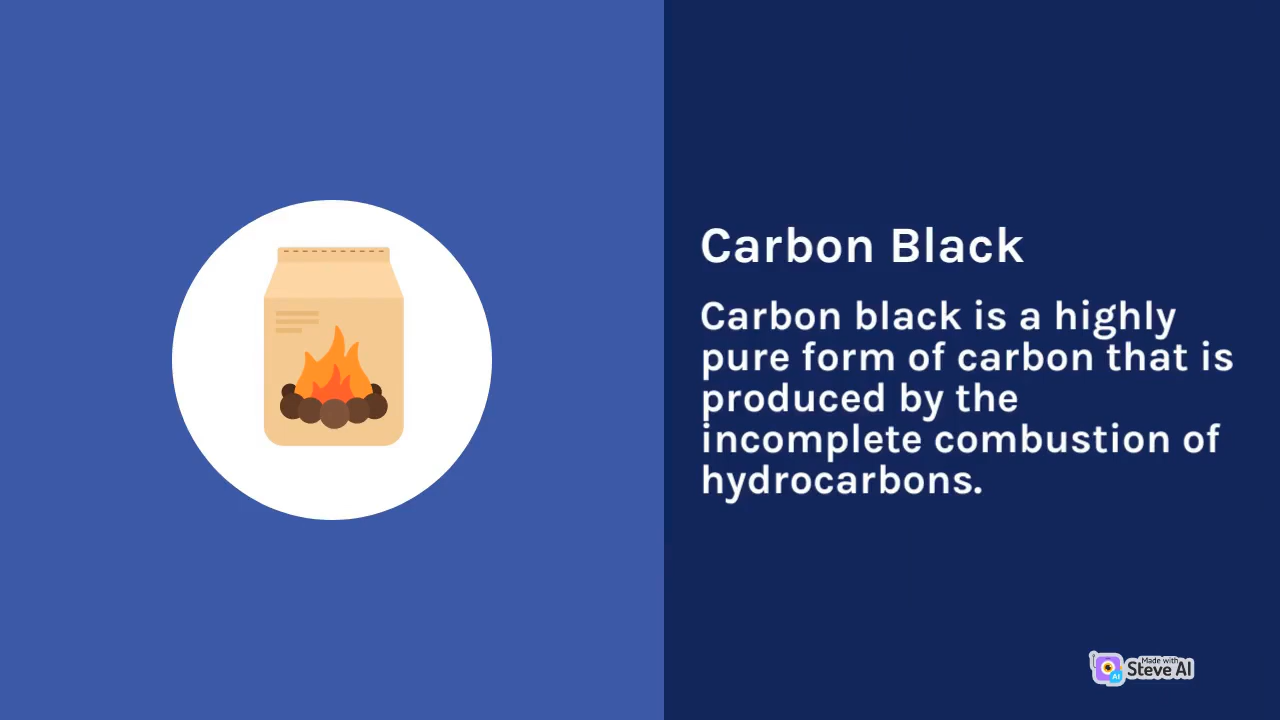 Carbon Black
Carbon black is a highly
pure form of carbon that is
produced by the
incomplete combustion of
hydrocarbons.
Made with
Steve AI
AI